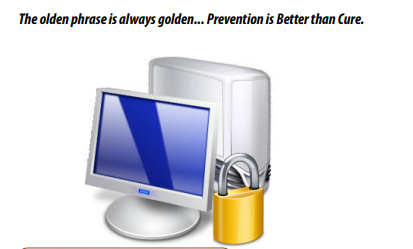 The olden phrase is always golden... Prevention is Better than Cure.